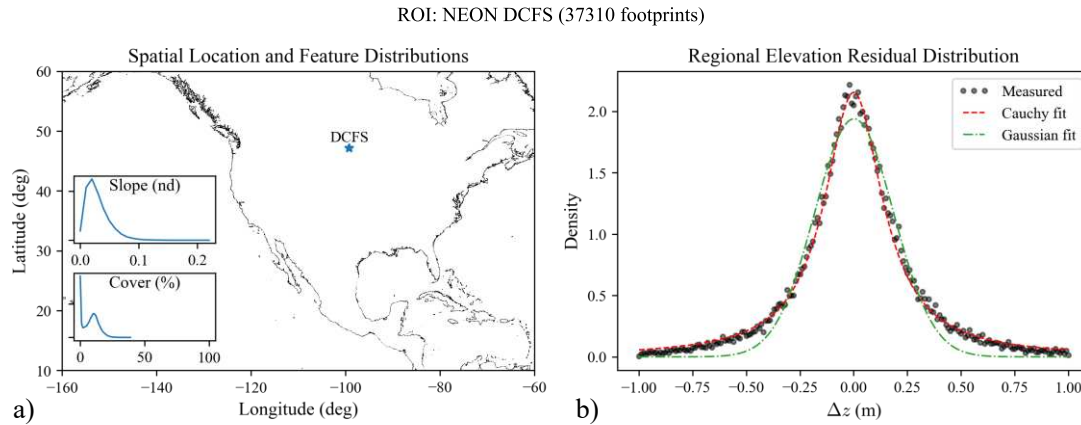 ROI: NEON DCFS (37310 footprints)
Spatial Location and Feature Distributions
60
50
40
30
20
10
Latitude (deg)
DCFS
Slope (nd)
0.0 0.1 0.2
Cover (%)
0 50 100
−160 −140 −120 −100 −80 −60
Longitude (deg)
a)
Regional Elevation Residual Distribution
Measured
Cauchy fit
Gaussian fit
2.0
1.5
1.0
0.5
0.0
Density
−1.00 −0.75 −0.50 −0.25 0.00 0.25 0.50 0.75 1.00
Δz (m)
b)